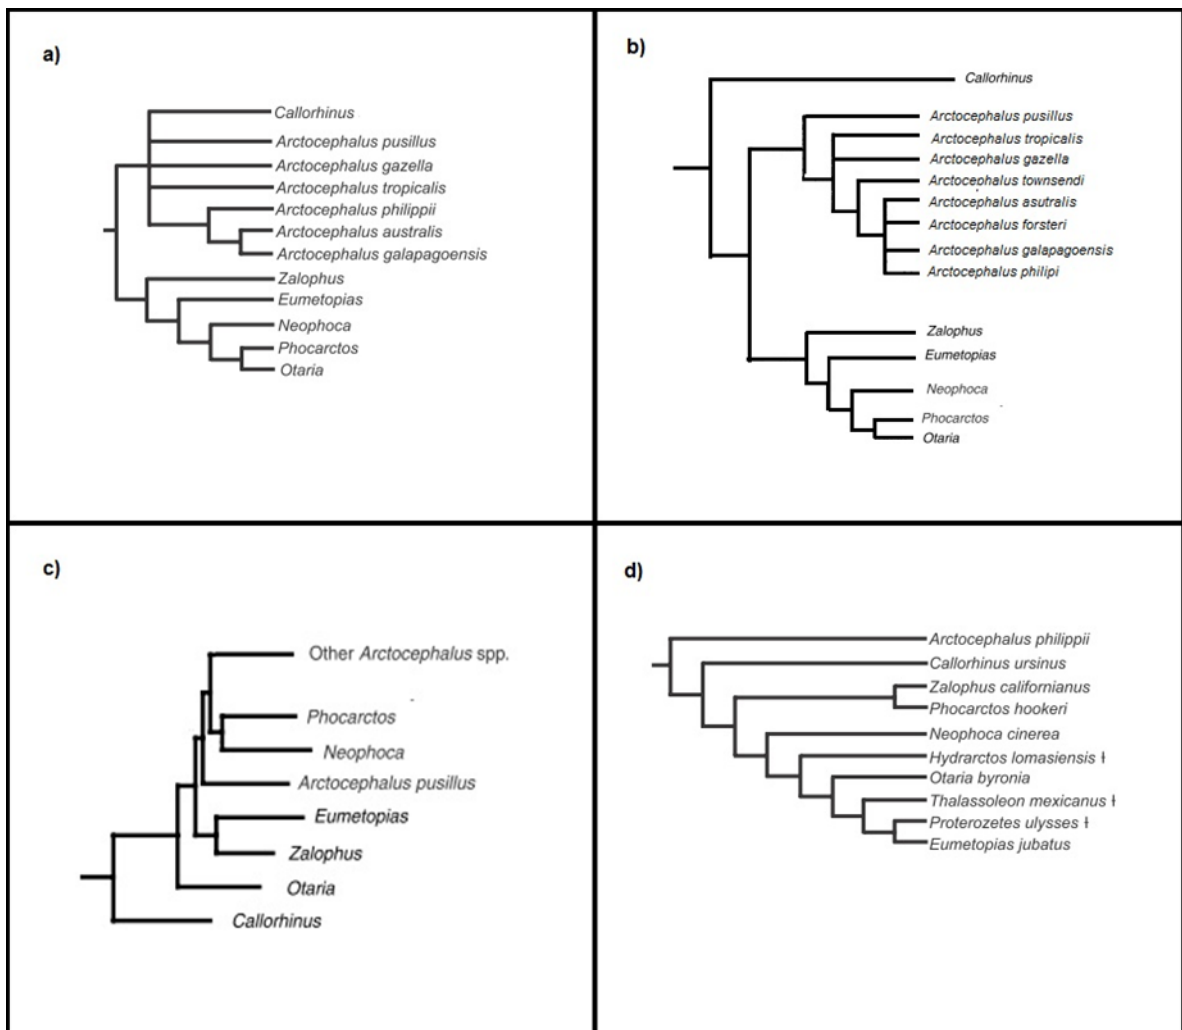 a)
Callorhinus
Arctocephalus pusillus
Arctocephalus gazella
Arctocephalus tropicalis
Arctocephalus philippii
Arctocephalus australis
Arctocephalus galapagoensis
Zalophus
Eumetopias
Neophoca
Phocarctos
Otaria
b)
Callorhinus
Arctocephalus pusillus
Arctocephalus tropicalis
Arctocephalus gazella
Arctocephalus townsendi
Arctocephalus asutralis
Arctocephalus forsteri
Arctocephalus galapagoensis
Arctocephalus philipi
Zalophus
Eumetopias
Neophoca
Phocarctos
Otaria
c)
Other Arctocephalus spp.
Phocarctos
Neophoca
Arctocephalus pusillus
Eumetopias
Zalophus
Otaria
Callorhinus
d)
Arctocephalus philippii
Callorhinus ursinus
Zalophus californianus
Phocarctos hookeri
Neophoca cinerea
Hydrarctos lomasiensis ƚ
Otaria byronia
Thalassoleon mexicanus ƚ
Proterozetes ulysses ƚ
Eumetopias jubatus